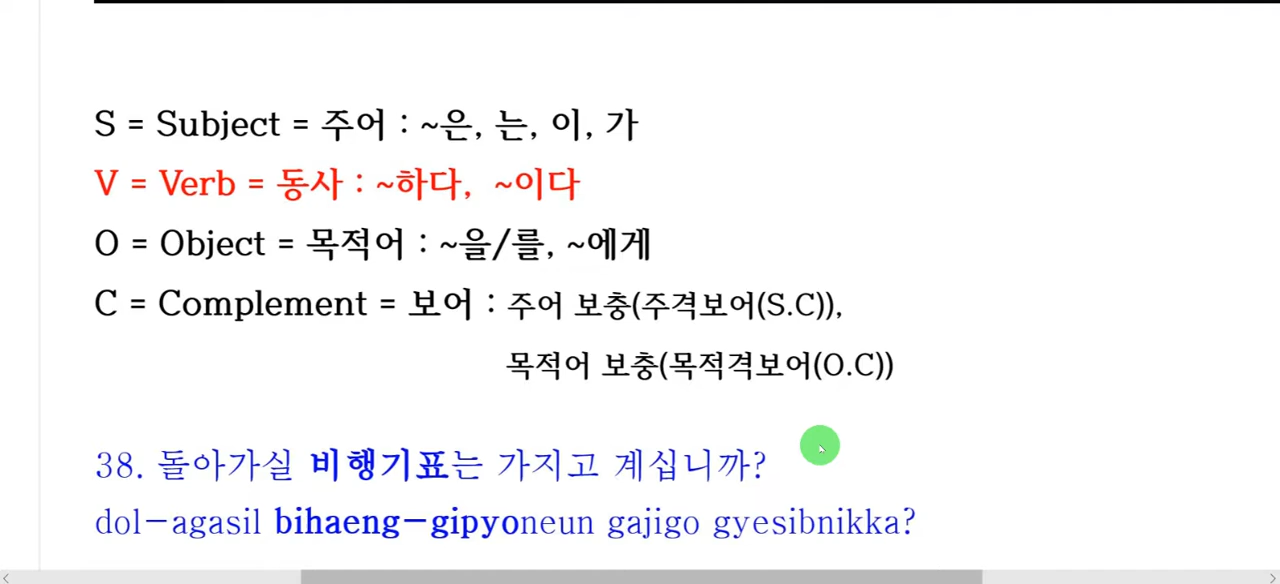 S = Subject = 주어 : ~은, 는, 이, 가
V = Verb = 동사 : ~하다, ~이다
O = Object = 목적어 : ~을/를, ~에게
C = Complement = 보어 : 주어 보충(주격보어(S.C)),
목적어 보충(목적격보어(O.C))
38. 돌아가실 비행기표는 가지고 계십니까?
dol-agasil bihaeng-gipyoneun gajigo gyesibnikka?